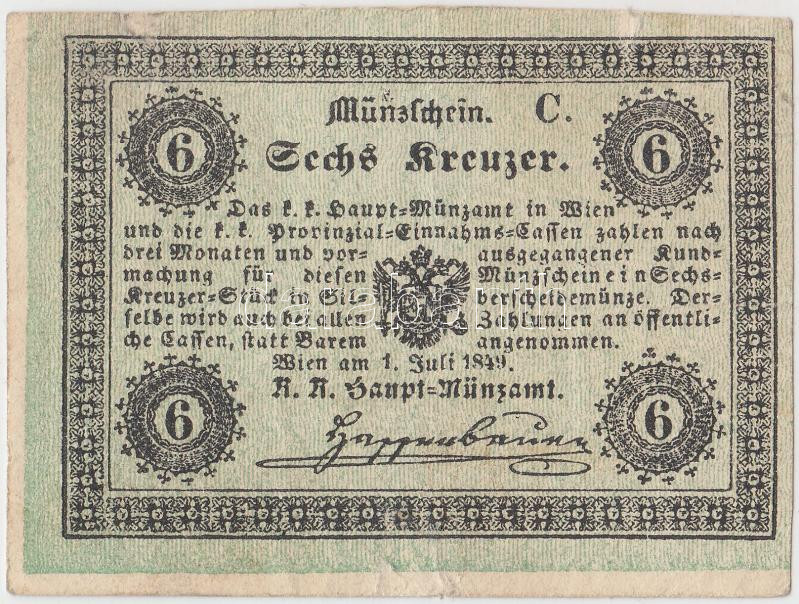 Münzschein. C.
6 6
Sechs Kreuzer.
Das k. k. Haupt=Münzamt in Wien
und die k. k. Provinzial=Einnahms=Cassen zahlen nach
drei Monaten und vor= ausgegangener Kund=
machung für diesen Münzschein ein Sechs=
Kreuzer=Stück in Sil= berscheidemünze. Der=
selbe wird auch bei allen Zahlungen an öffentli=
che Cassen, statt Barem angenommen.
Wien am 1. Juli 1849.
K. K. Haupt=Münzamt.
6 6